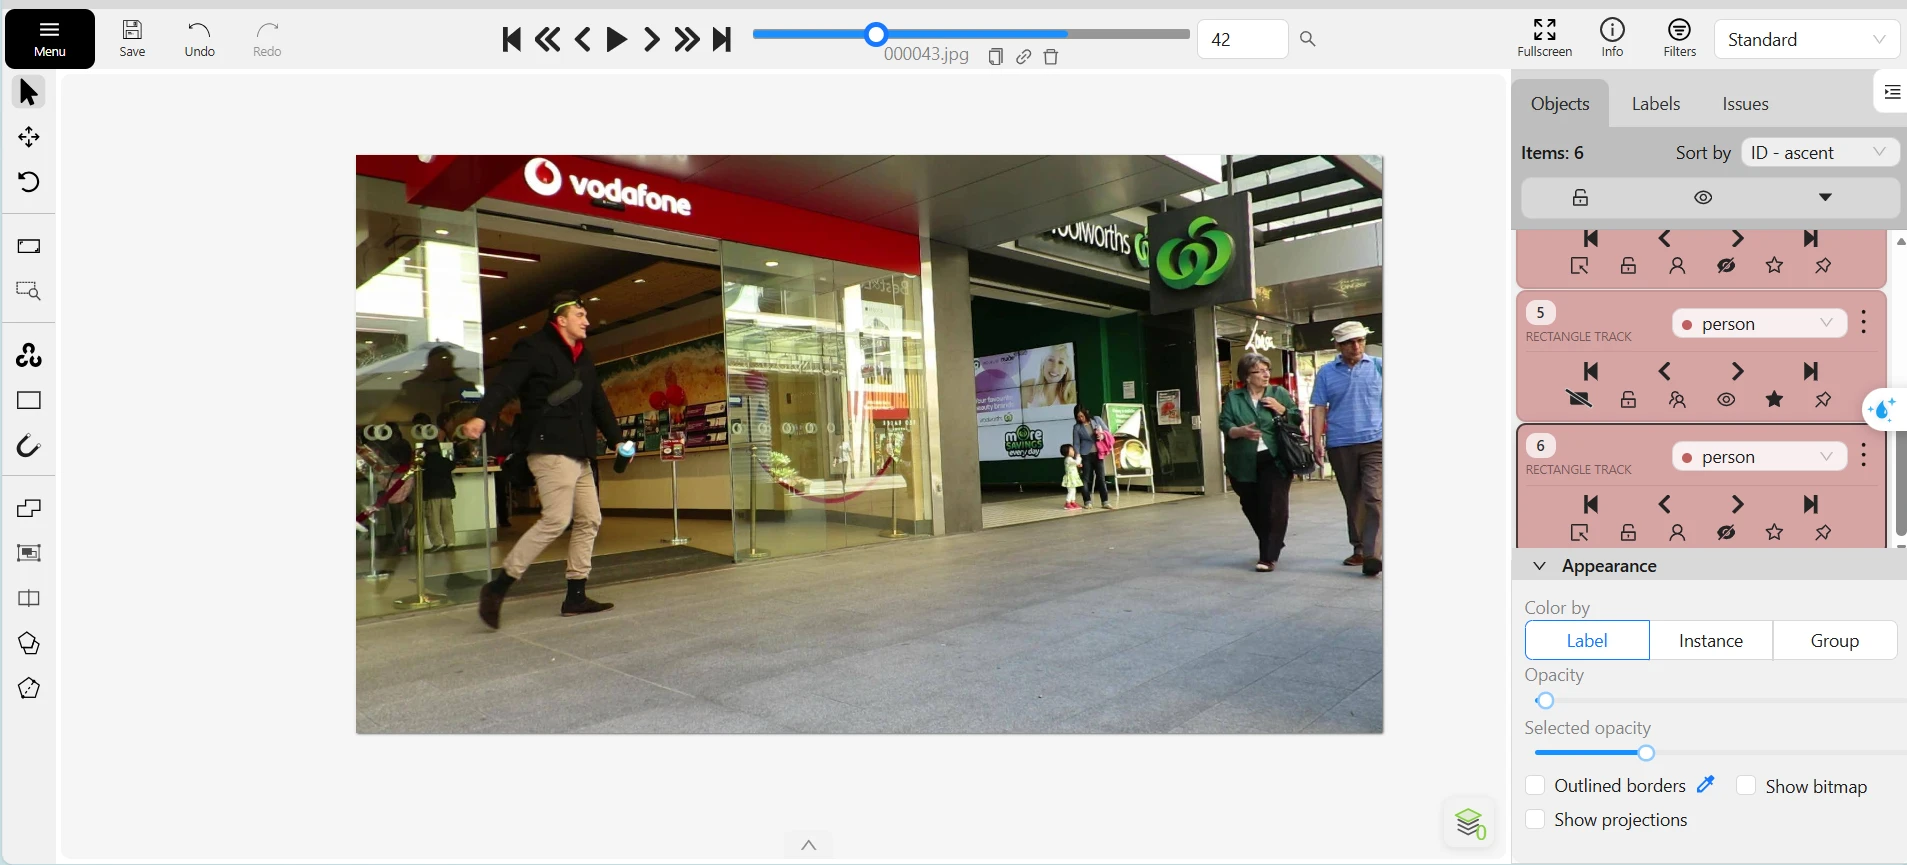 Menu
Save
Undo
Redo
000043.jpg
42
Fullscreen
Info
Filters
Standard
Objects
Labels
Issues
Items: 6
Sort by
ID - ascent
5
RECTANGLE TRACK
person
6
RECTANGLE TRACK
person
Appearance
Color by
Label
Instance
Group
Opacity
Selected opacity
Outlined borders
Show bitmap
Show projections
0
vodafone
oolworths
more
SAVINGS
every day